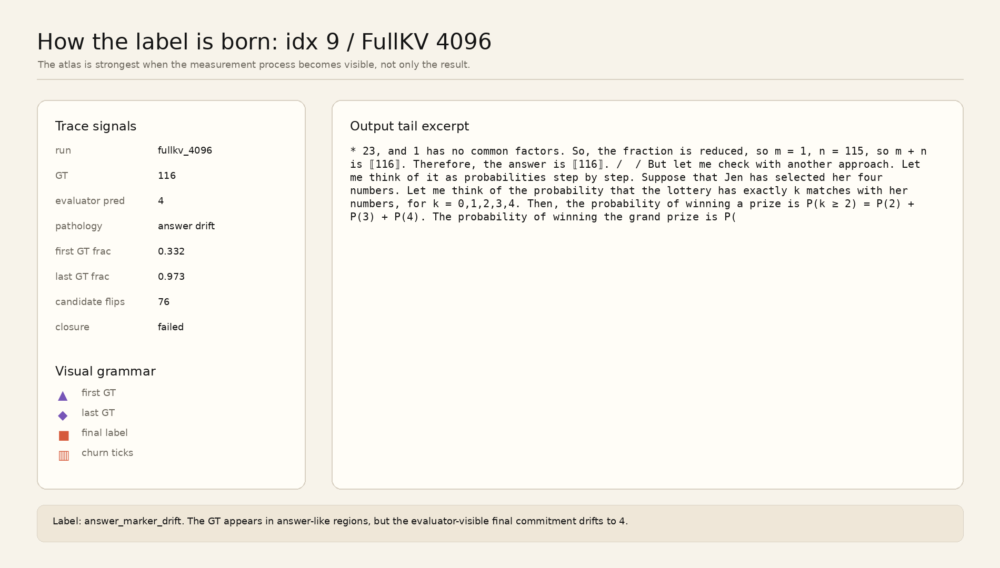 How the label is born: idx 9 / FullKV 4096
The atlas is strongest when the measurement process becomes visible, not only the result.
Trace signals
run fullkv_4096
GT 116
evaluator pred 4
pathology answer drift
first GT frac 0.332
last GT frac 0.973
candidate flips 76
closure failed
Visual grammar
▲ first GT
◆ last GT
■ final label
▥ churn ticks
Output tail excerpt
* 23, and 1 has no common factors. So, the fraction is reduced, so m = 1, n = 115, so m + n
is ⟦116⟧. Therefore, the answer is ⟦116⟧. /  / But let me check with another approach. Let
me think of it as probabilities step by step. Suppose that Jen has selected her four
numbers. Let me think of the probability that the lottery has exactly k matches with her
numbers, for k = 0,1,2,3,4. Then, the probability of winning a prize is P(k ≥ 2) = P(2) +
P(3) + P(4). The probability of winning the grand prize is P(
Label: answer_marker_drift. The GT appears in answer-like regions, but the evaluator-visible final commitment drifts to 4.